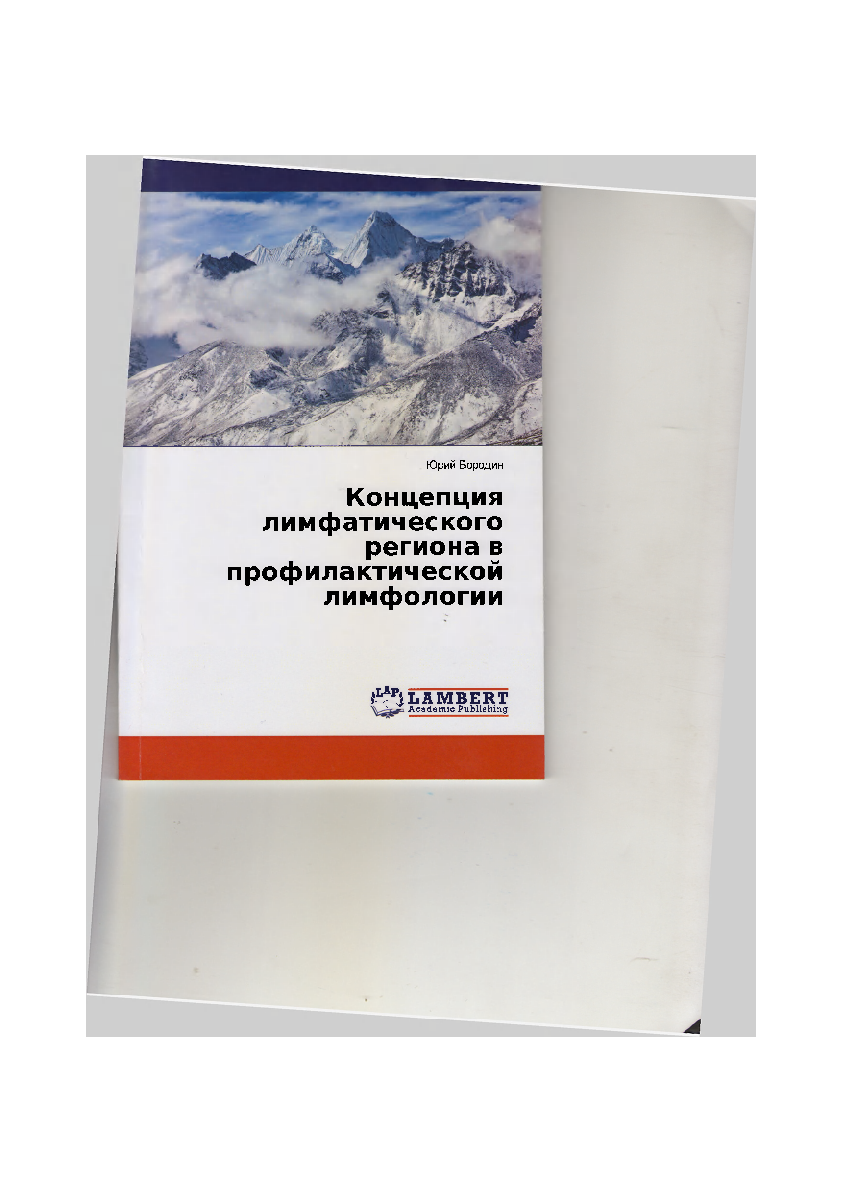 Юрий Бородин
Концепция
лимфатического
региона в
профилактической
лимфологии
LAP
LAMBERT
Academic Publishing